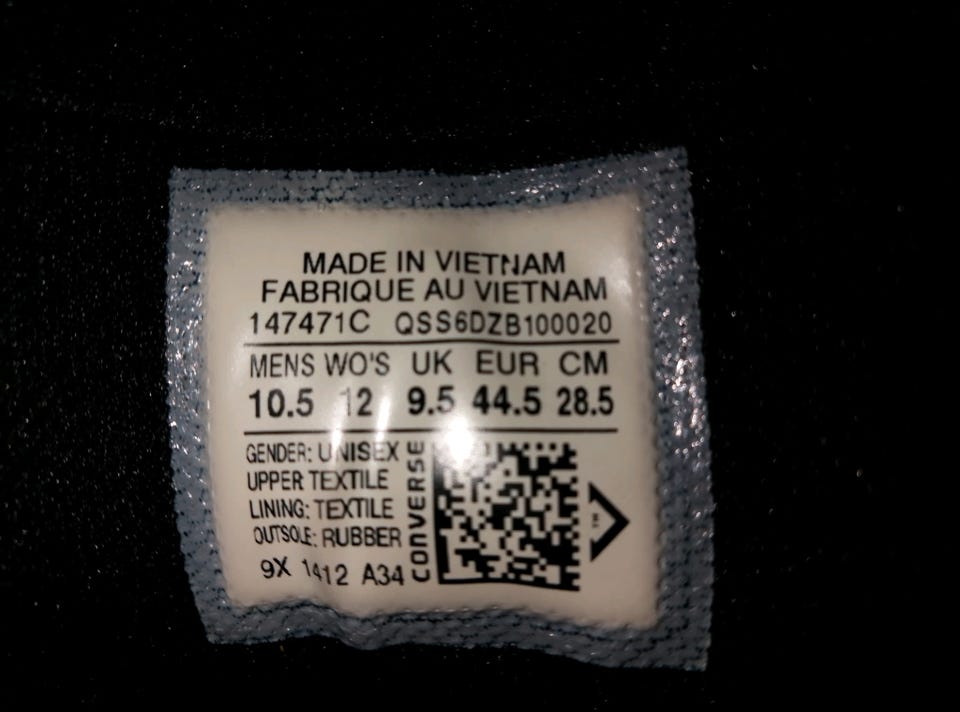 MADE IN VIETNAM
FABRIQUE AU VIETNAM
147471C QSS6DZB100020
MENS WO'S UK EUR CM
10.5 12 9.5 44.5 28.5
GENDER: UNISEX
UPPER TEXTILE
LINING: TEXTILE
OUTSOLE: RUBBER
9X 1412 A34
CONVERSE
TM